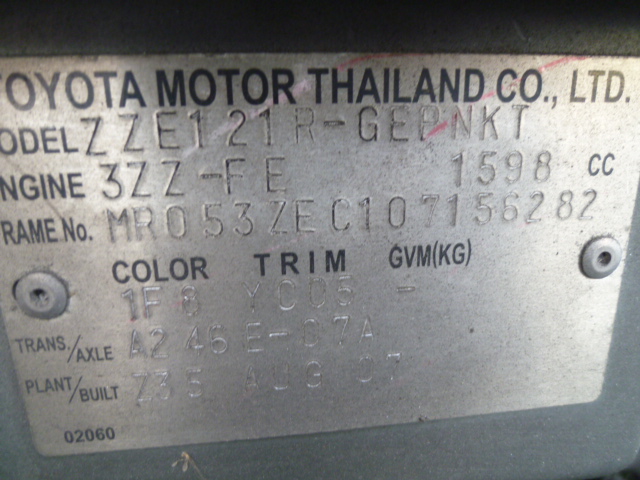 TOYOTA MOTOR THAILAND CO., LTD.
MODEL ZZE121R-GEPNKT
ENGINE 3ZZ-FE 1598 CC
FRAME No. MR053ZEC107156282
COLOR TRIM GVM(KG)
1F8 YC05 -
TRANS./AXLE A246E-07A
PLANT/BUILT Z35 AUG 07
02060